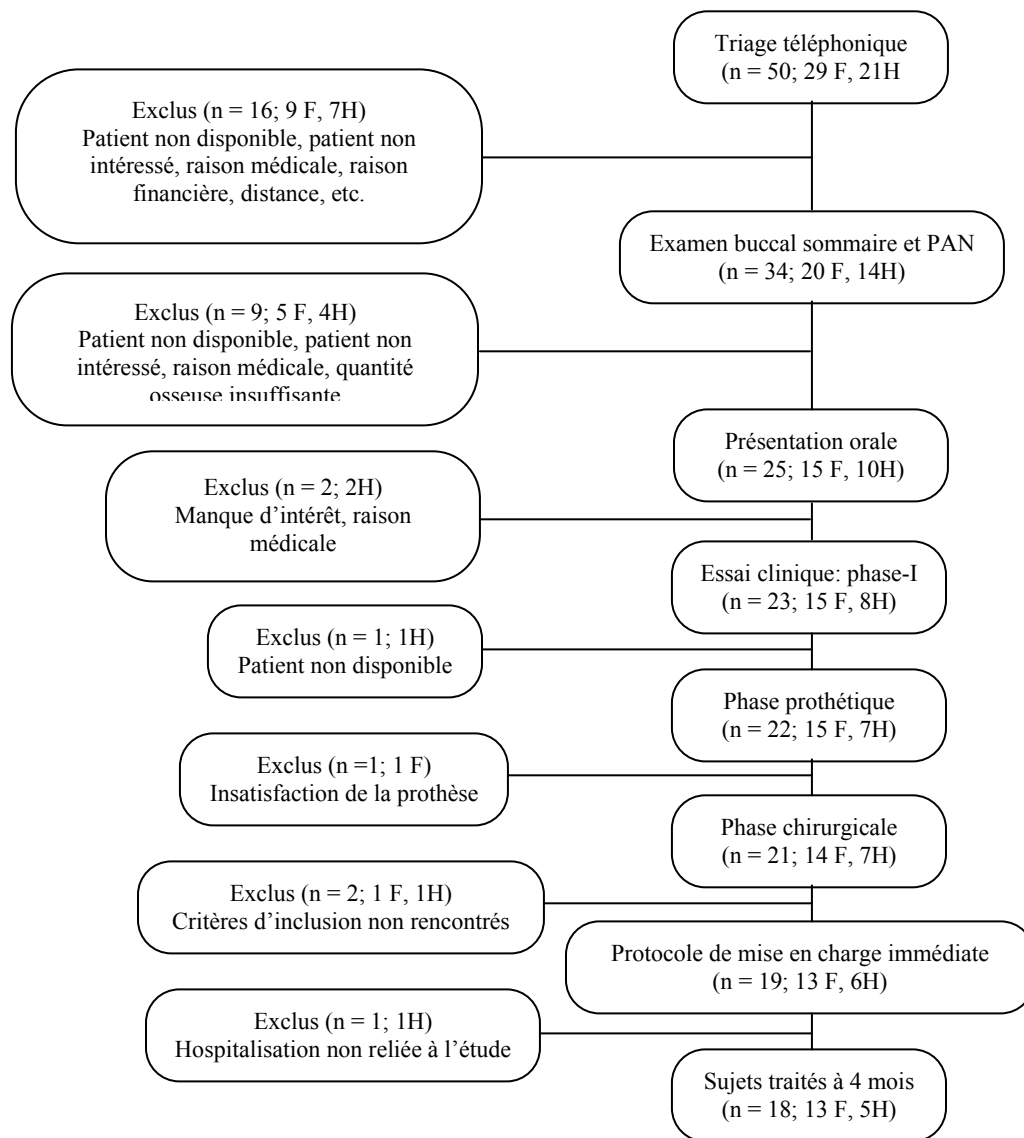 Triage téléphonique
(n = 50; 29 F, 21H
Exclus (n = 16; 9 F, 7H)
Patient non disponible, patient non
intéressé, raison médicale, raison
financière, distance, etc.
Examen buccal sommaire et PAN
(n = 34; 20 F, 14H)
Exclus (n = 9; 5 F, 4H)
Patient non disponible, patient non
intéressé, raison médicale, quantité
osseuse insuffisante
Présentation orale
(n = 25; 15 F, 10H)
Exclus (n = 2; 2H)
Manque d’intérêt, raison
médicale
Essai clinique: phase-I
(n = 23; 15 F, 8H)
Exclus (n = 1; 1H)
Patient non disponible
Phase prothétique
(n = 22; 15 F, 7H)
Exclus (n =1; 1 F)
Insatisfaction de la prothèse
Phase chirurgicale
(n = 21; 14 F, 7H)
Exclus (n = 2; 1 F, 1H)
Critères d’inclusion non rencontrés
Protocole de mise en charge immédiate
(n = 19; 13 F, 6H)
Exclus (n = 1; 1H)
Hospitalisation non reliée à l’étude
Sujets traités à 4 mois
(n = 18; 13 F, 5H)